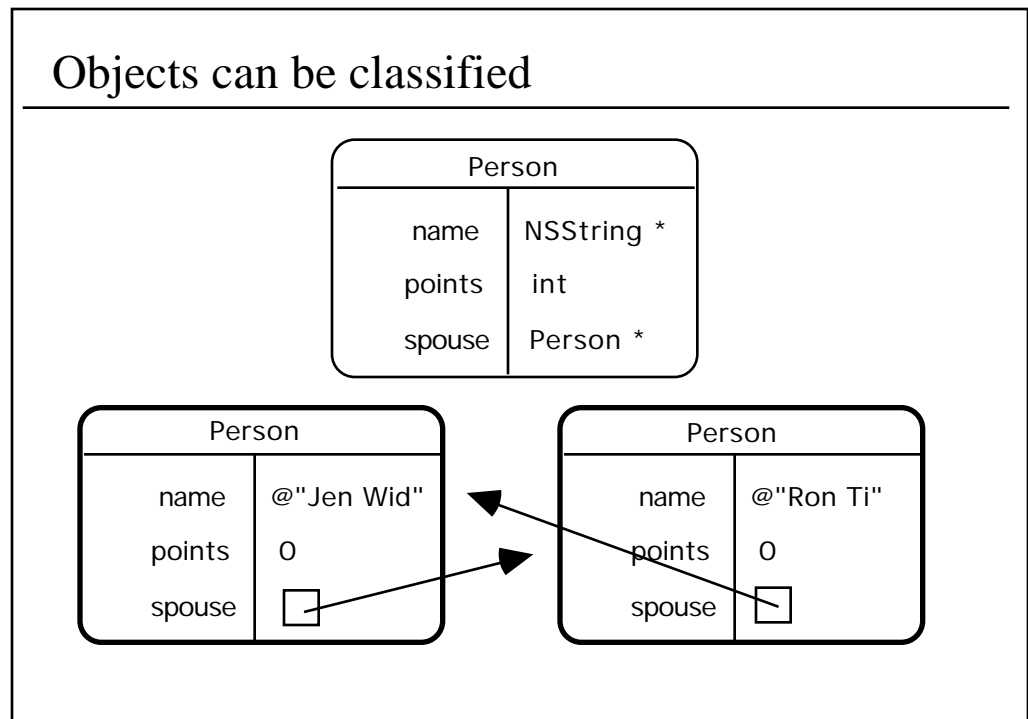 Objects can be classified
Person
name NSString *
points int
spouse Person *
Person
name @"Jen Wid"
points 0
spouse
Person
name @"Ron Ti"
points 0
spouse